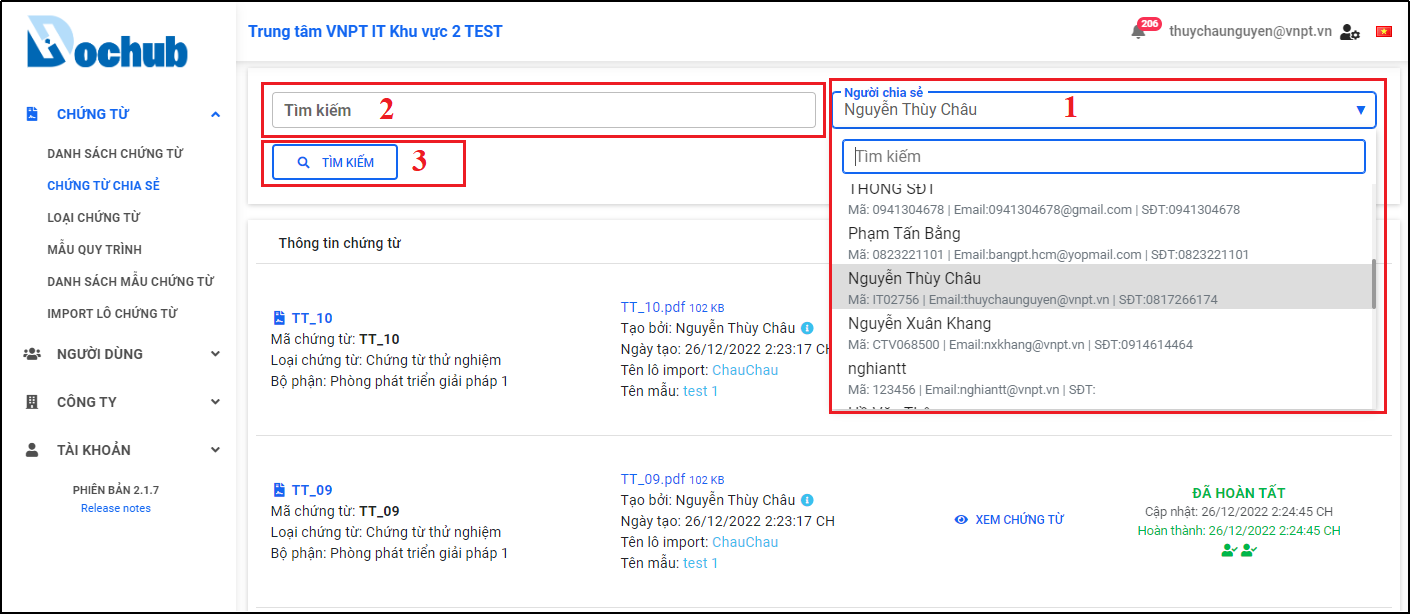 Dochub
Trung tâm VNPT IT Khu vực 2 TEST
206
thuychaunguyen@vnpt.vn
CHỨNG TỪ
DANH SÁCH CHỨNG TỪ
CHỨNG TỪ CHIA SẺ
LOẠI CHỨNG TỪ
MẪU QUY TRÌNH
DANH SÁCH MẪU CHỨNG TỪ
IMPORT LÔ CHỨNG TỪ
NGƯỜI DÙNG
CÔNG TY
TÀI KHOẢN
PHIÊN BẢN 2.1.7
Release notes
Tìm kiếm 2
TÌM KIẾM 3
Người chia sẻ
Nguyễn Thùy Châu 1
Tìm kiếm
THÔNG SĐT
Mã: 0941304678 | Email:0941304678@gmail.com | SĐT:0941304678
Phạm Tấn Bằng
Mã: 0823221101 | Email:bangpt.hcm@yopmail.com | SĐT:0823221101
Nguyễn Thùy Châu
Mã: IT02756 | Email:thuychaunguyen@vnpt.vn | SĐT:0817266174
Nguyễn Xuân Khang
Mã: CTV068500 | Email:nxkhang@vnpt.vn | SĐT:0914614464
nghiantt
Mã: 123456 | Email:nghiantt@vnpt.vn | SĐT:
Thông tin chứng từ
TT_10
Mã chứng từ: TT_10
Loại chứng từ: Chứng từ thử nghiệm
Bộ phận: Phòng phát triển giải pháp 1
TT_10.pdf 102 KB
Tạo bởi: Nguyễn Thùy Châu
Ngày tạo: 26/12/2022 2:23:17 CH
Tên lô import: ChauChau
Tên mẫu: test 1
TT_09
Mã chứng từ: TT_09
Loại chứng từ: Chứng từ thử nghiệm
Bộ phận: Phòng phát triển giải pháp 1
TT_09.pdf 102 KB
Tạo bởi: Nguyễn Thùy Châu
Ngày tạo: 26/12/2022 2:23:17 CH
Tên lô import: ChauChau
Tên mẫu: test 1
XEM CHỨNG TỪ
ĐÃ HOÀN TẤT
Cập nhật: 26/12/2022 2:24:45 CH
Hoàn thành: 26/12/2022 2:24:45 CH